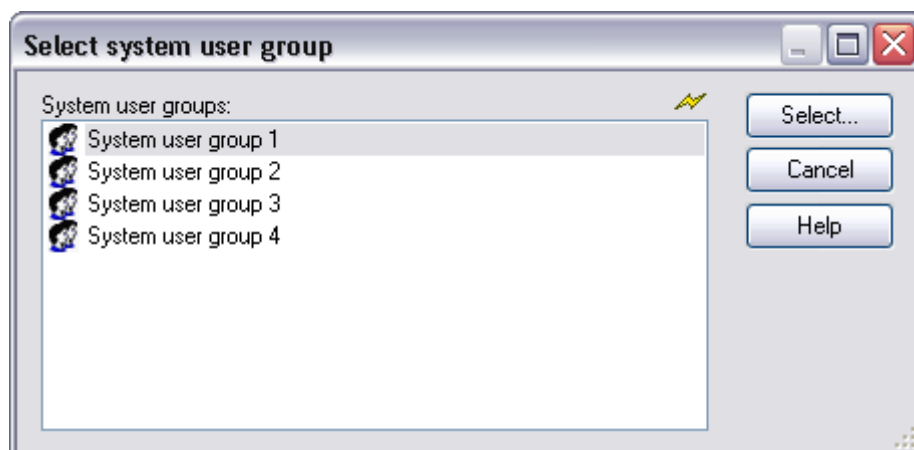 Select system user group
System user groups:
System user group 1
System user group 2
System user group 3
System user group 4
Select...
Cancel
Help